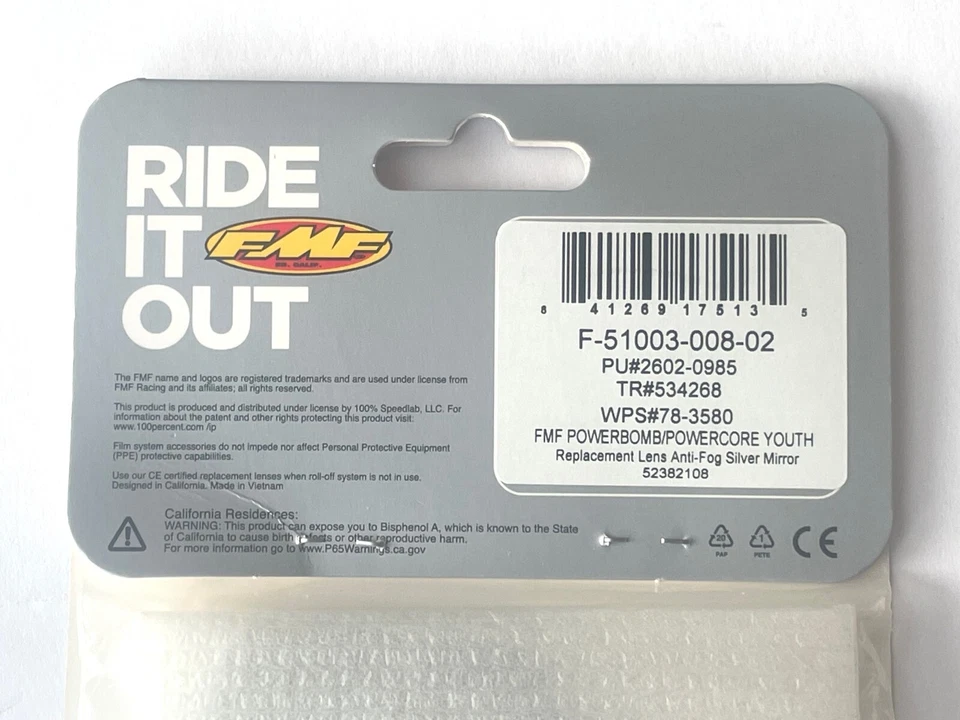 RIDE
IT
OUT
FMF
SO. CALIF.
8 41269 17513 5
F-51003-008-02
PU#2602-0985
TR#534268
WPS#78-3580
FMF POWERBOMB/POWERCORE YOUTH
Replacement Lens Anti-Fog Silver Mirror
52382108
The FMF name and logos are registered trademarks and are used under license from
FMF Racing and its affiliates; all rights reserved.
This product is produced and distributed under license by 100% Speedlab, LLC. For
information about the patent and other rights protecting this product visit:
www.100percent.com /ip
Film system accessories do not impede nor affect Personal Protective Equipment
(PPE) protective capabilities.
Use our CE certified replacement lenses when roll-off system is not in use.
Designed in California. Made in Vietnam
California Residences:
WARNING: This product can expose you to Bisphenol A, which is known to the State
of California to cause birth defects or other reproductive harm.
For more information go to www.P65Warnings.ca.gov
20
PAP
1
PETE
CE